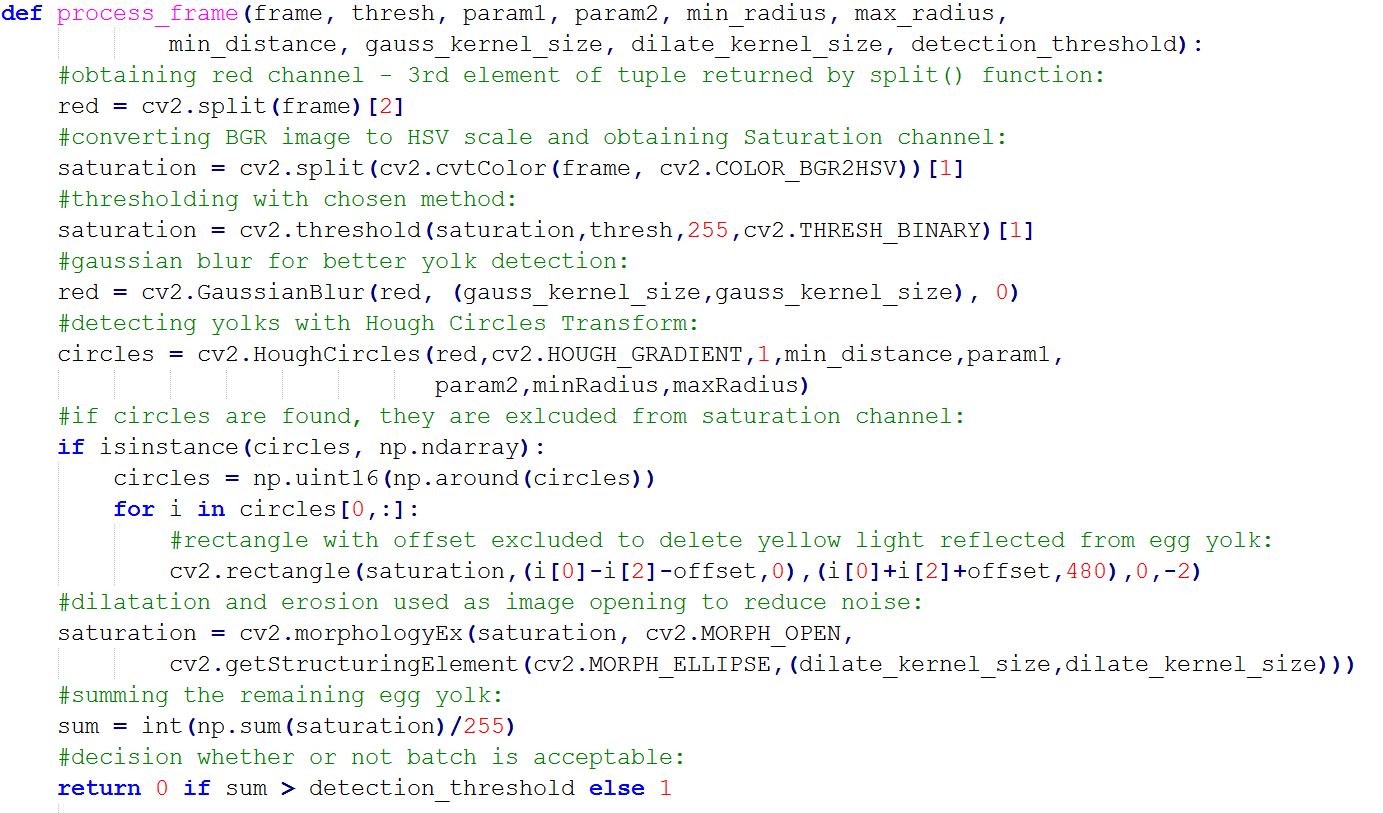 def process_frame(frame, thresh, param1, param2, min_radius, max_radius,
            min_distance, gauss_kernel_size, dilate_kernel_size, detection_threshold):
    #obtaining red channel - 3rd element of tuple returned by split() function:
    red = cv2.split(frame)[2]
    #converting BGR image to HSV scale and obtaining Saturation channel:
    saturation = cv2.split(cv2.cvtColor(frame, cv2.COLOR_BGR2HSV))[1]
    #thresholding with chosen method:
    saturation = cv2.threshold(saturation,thresh,255,cv2.THRESH_BINARY)[1]
    #gaussian blur for better yolk detection:
    red = cv2.GaussianBlur(red, (gauss_kernel_size,gauss_kernel_size), 0)
    #detecting yolks with Hough Circles Transform:
    circles = cv2.HoughCircles(red,cv2.HOUGH_GRADIENT,1,min_distance,param1,
                               param2,minRadius,maxRadius)
    #if circles are found, they are exlcuded from saturation channel:
    if isinstance(circles, np.ndarray):
        circles = np.uint16(np.around(circles))
        for i in circles[0,:]:
            #rectangle with offset excluded to delete yellow light reflected from egg yolk:
            cv2.rectangle(saturation,(i[0]-i[2]-offset,0),(i[0]+i[2]+offset,480),0,-2)
    #dilatation and erosion used as image opening to reduce noise:
    saturation = cv2.morphologyEx(saturation, cv2.MORPH_OPEN,
            cv2.getStructuringElement(cv2.MORPH_ELLIPSE,(dilate_kernel_size,dilate_kernel_size)))
    #summing the remaining egg yolk:
    sum = int(np.sum(saturation)/255)
    #decision whether or not batch is acceptable:
    return 0 if sum > detection_threshold else 1